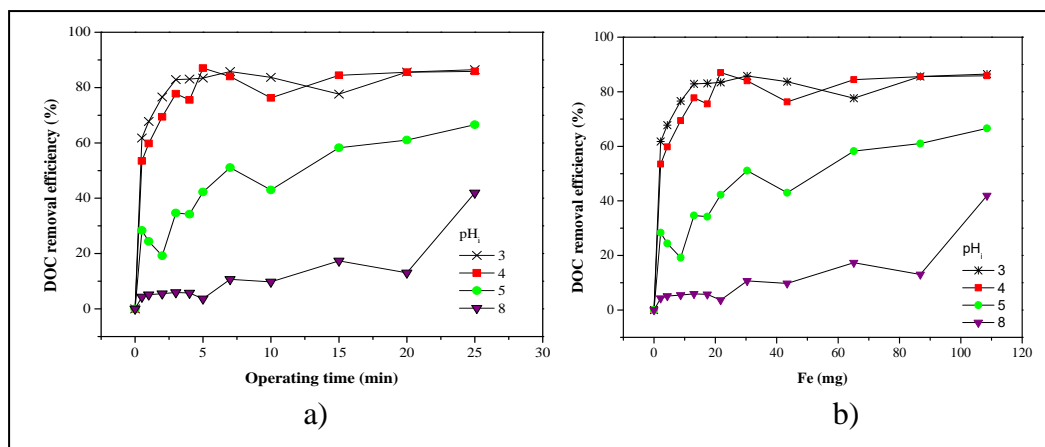 DOC removal efficiency (%)
100
80
60
40
20
0
pH_i
3
4
5
8
0 5 10 15 20 25 30
Operating time (min)
a)
DOC removal efficiency (%)
100
80
60
40
20
0
pH_i
3
4
5
8
0 20 40 60 80 100 120
Fe (mg)
b)